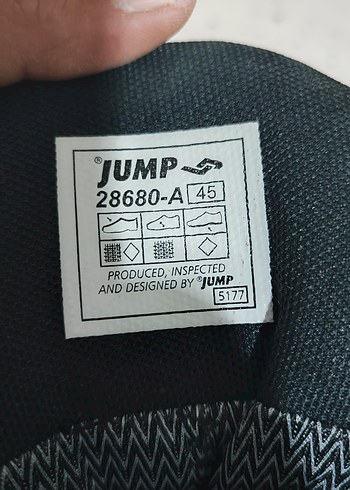 ®JUMP
28680-A 45
PRODUCED, INSPECTED
AND DESIGNED BY ®JUMP
5177